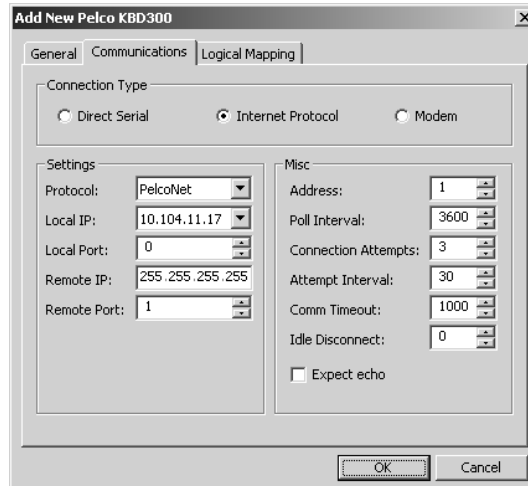 Add New Pelco KBD300
General Communications Logical Mapping
Connection Type
Direct Serial Internet Protocol Modem
Settings
Protocol: PelcoNet
Local IP: 10.104.11.17
Local Port: 0
Remote IP: 255.255.255.255
Remote Port: 1
Misc
Address: 1
Poll Interval: 3600
Connection Attempts: 3
Attempt Interval: 30
Comm Timeout: 1000
Idle Disconnect: 0
Expect echo
OK Cancel